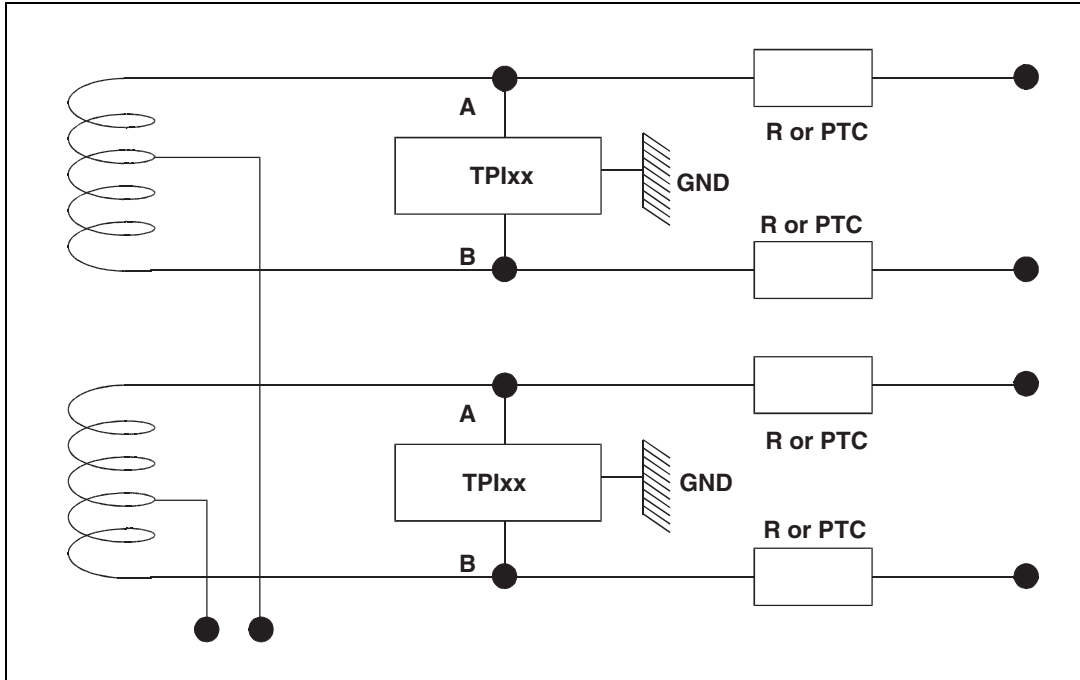 A
R or PTC
TPIxx
GND
R or PTC
B
A
R or PTC
TPIxx
GND
R or PTC
B